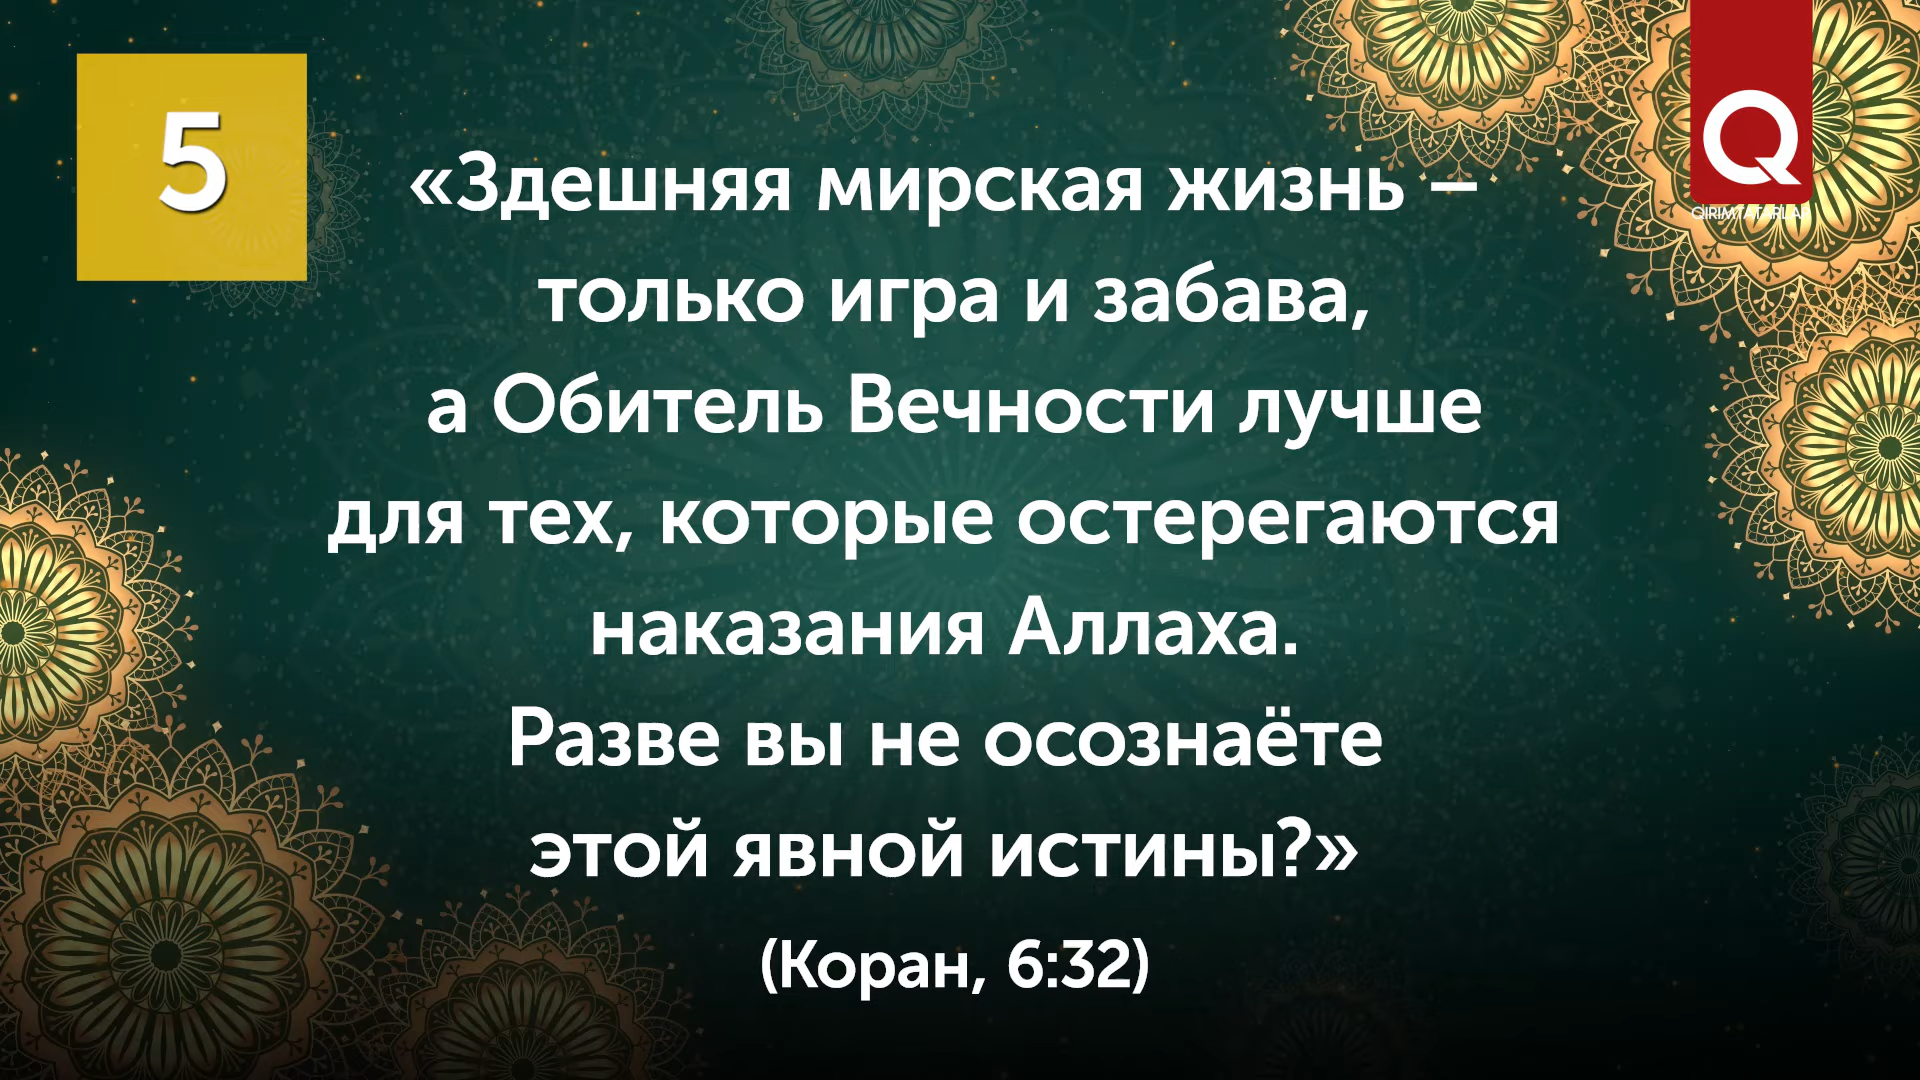 5
Q
QIRIMTATARLAR
«Здешняя мирская жизнь –
только игра и забава,
а Обитель Вечности лучше
для тех, которые остерегаются
наказания Аллаха.
Разве вы не осознаёте
этой явной истины?»
(Коран, 6:32)